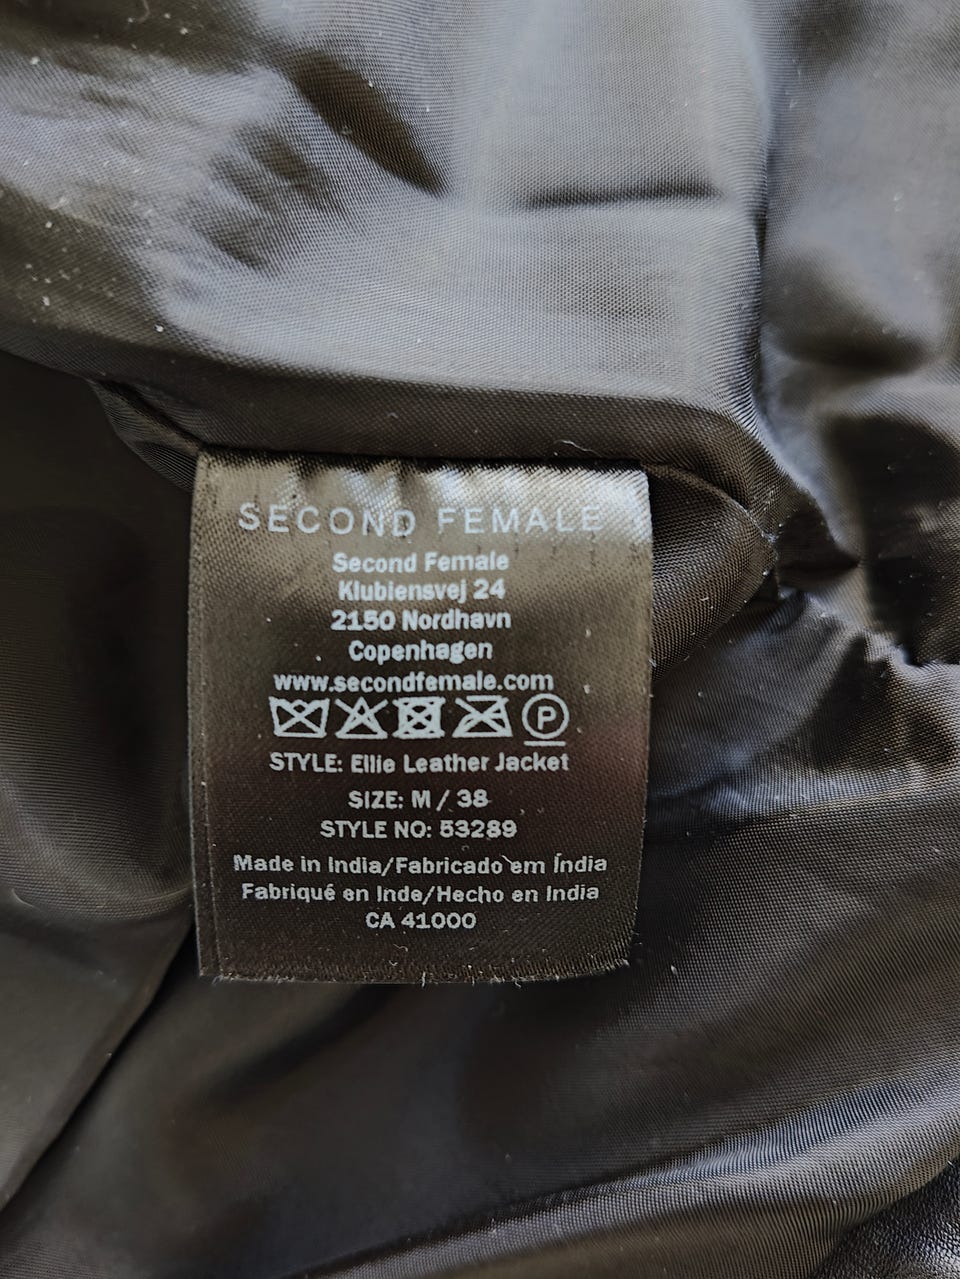 SECOND FEMALE
Second Female
Klubiensvej 24
2150 Nordhavn
Copenhagen
www.secondfemale.com
P
STYLE: Ellie Leather Jacket
SIZE: M / 38
STYLE NO: 53289
Made in India/Fabricado em Índia
Fabriqué en Inde/Hecho en India
CA 41000